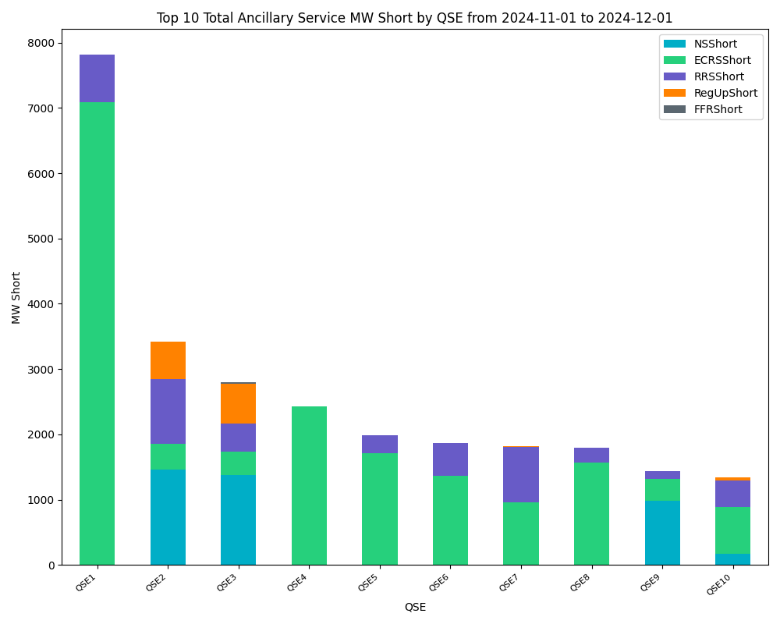 Top 10 Total Ancillary Service MW Short by QSE from 2024-11-01 to 2024-12-01
NSShort
ECRSShort
RRSShort
RegUpShort
FFRShort
MW Short
8000
7000
6000
5000
4000
3000
2000
1000
0
QSE1
QSE2
QSE3
QSE4
QSE5
QSE6
QSE7
QSE8
QSE9
QSE10
QSE